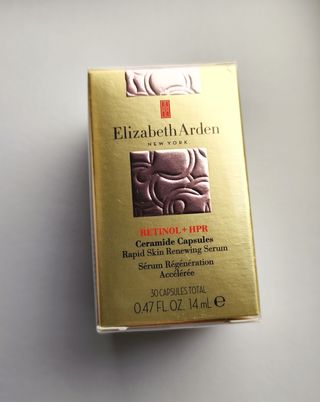 Elizabeth Arden
NEW YORK
RETINOL + HPR
Ceramide Capsules
Rapid Skin Renewing Serum
Sérum Régénération
Accélérée
30 CAPSULES TOTAL
0.47 FL. OZ. 14 mL ℮